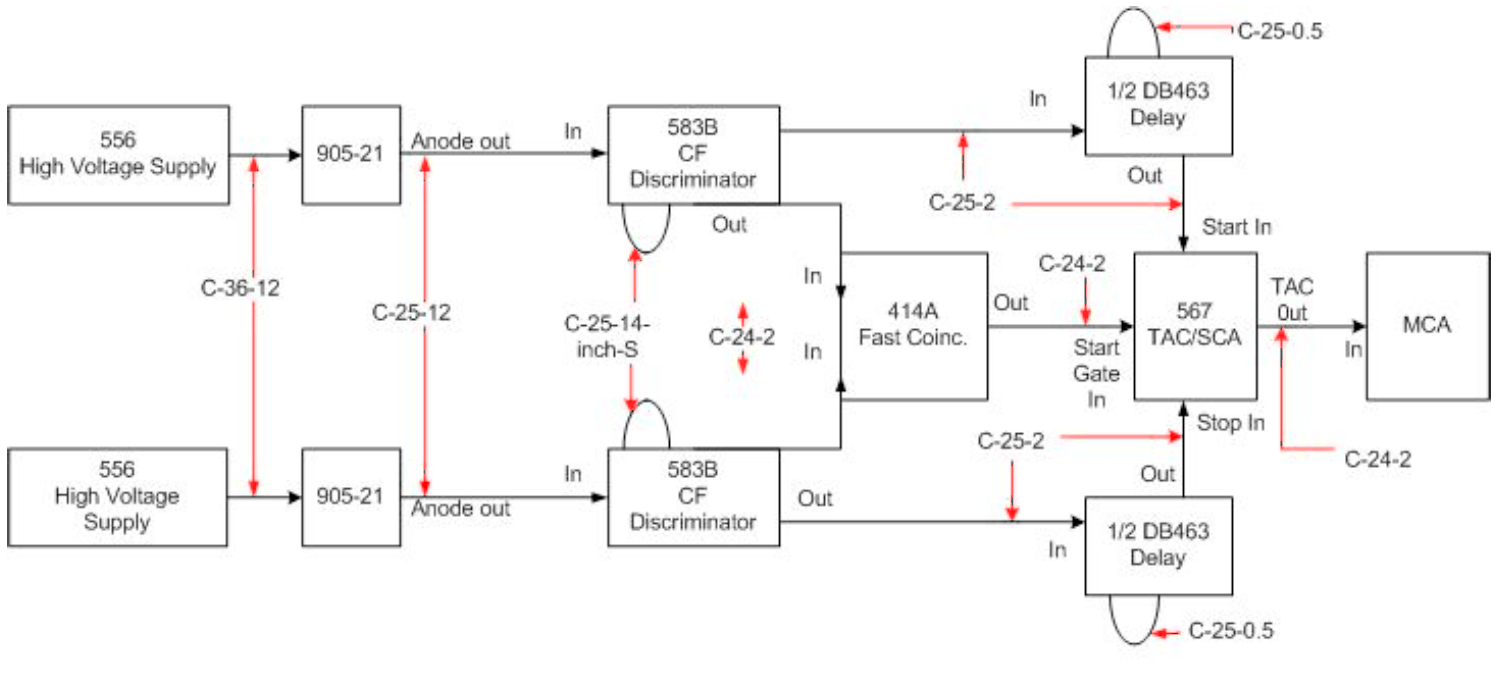 C-25-0.5
1/2 DB463
Delay
In
Out
556
High Voltage Supply
905-21
Anode out
In
583B
CF
Discriminator
Out
C-25-2
Start In
C-36-12
C-25-12
C-25-14-
inch-S
C-24-2
In
In
414A
Fast Coinc.
Out
C-24-2
Start
Gate
In
567
TAC/SCA
TAC
0ut
In
MCA
Stop In
C-25-2
C-24-2
Out
556
High Voltage
Supply
905-21
Anode out
In
583B
CF
Discriminator
Out
In
1/2 DB463
Delay
C-25-0.5